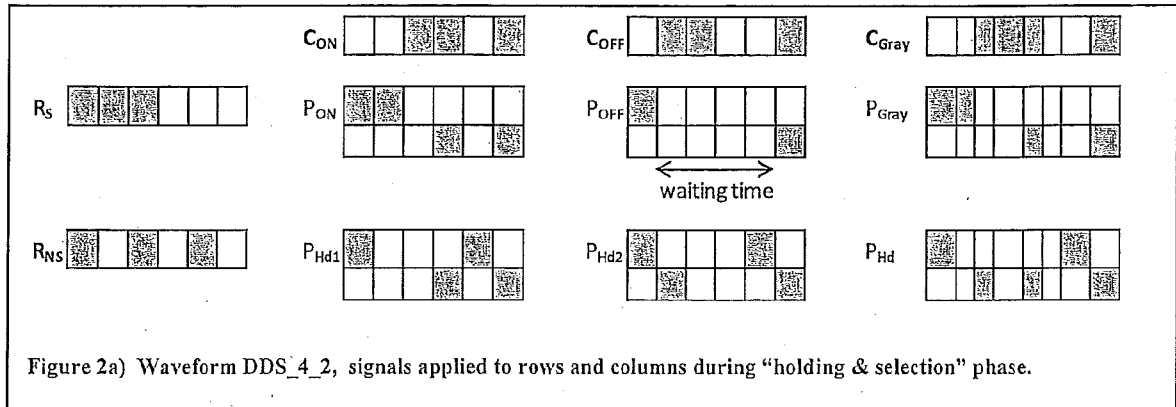 C_ON C_OFF C_Gray
R_S P_ON P_OFF P_Gray
waiting time
R_NS P_Hd1 P_Hd2 P_Hd
Figure 2a) Waveform DDS_4_2, signals applied to rows and columns during “holding & selection” phase.